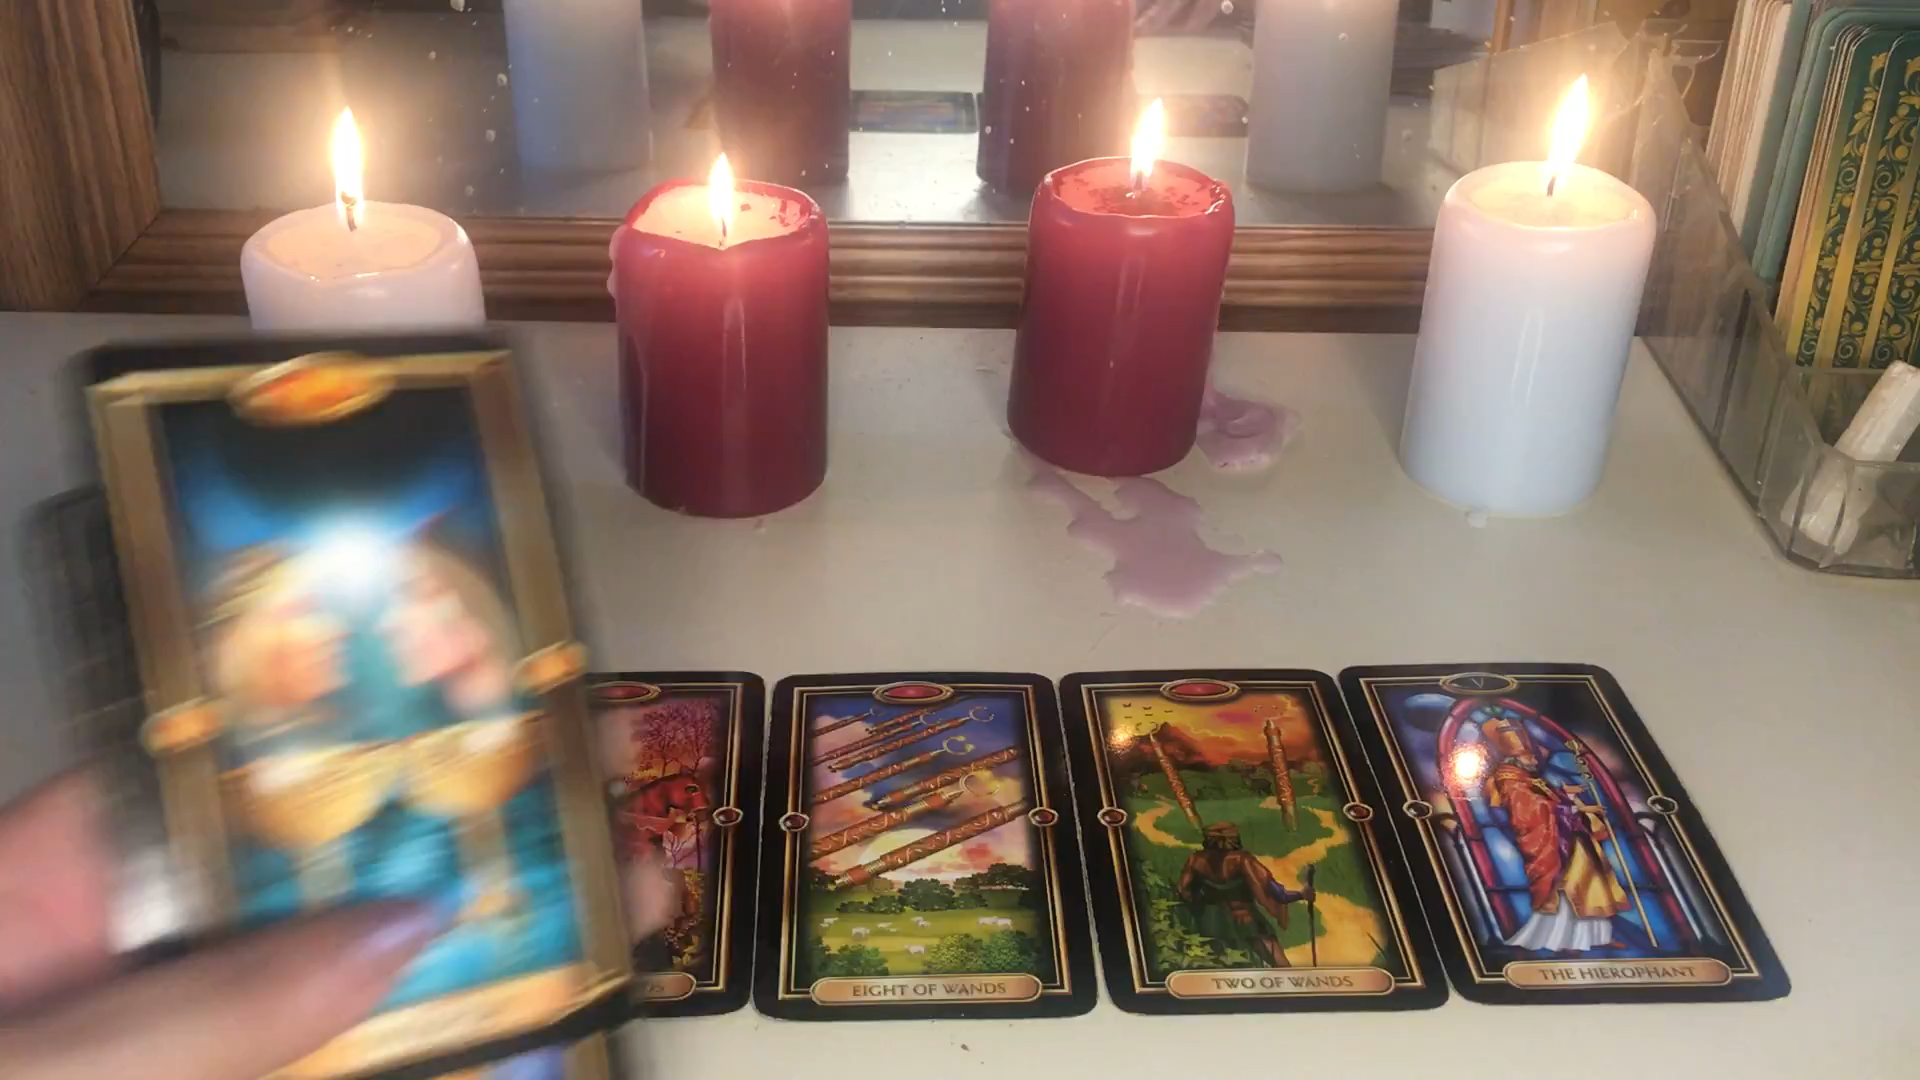 EIGHT OF WANDS
TWO OF WANDS
V
THE HIEROPHANT